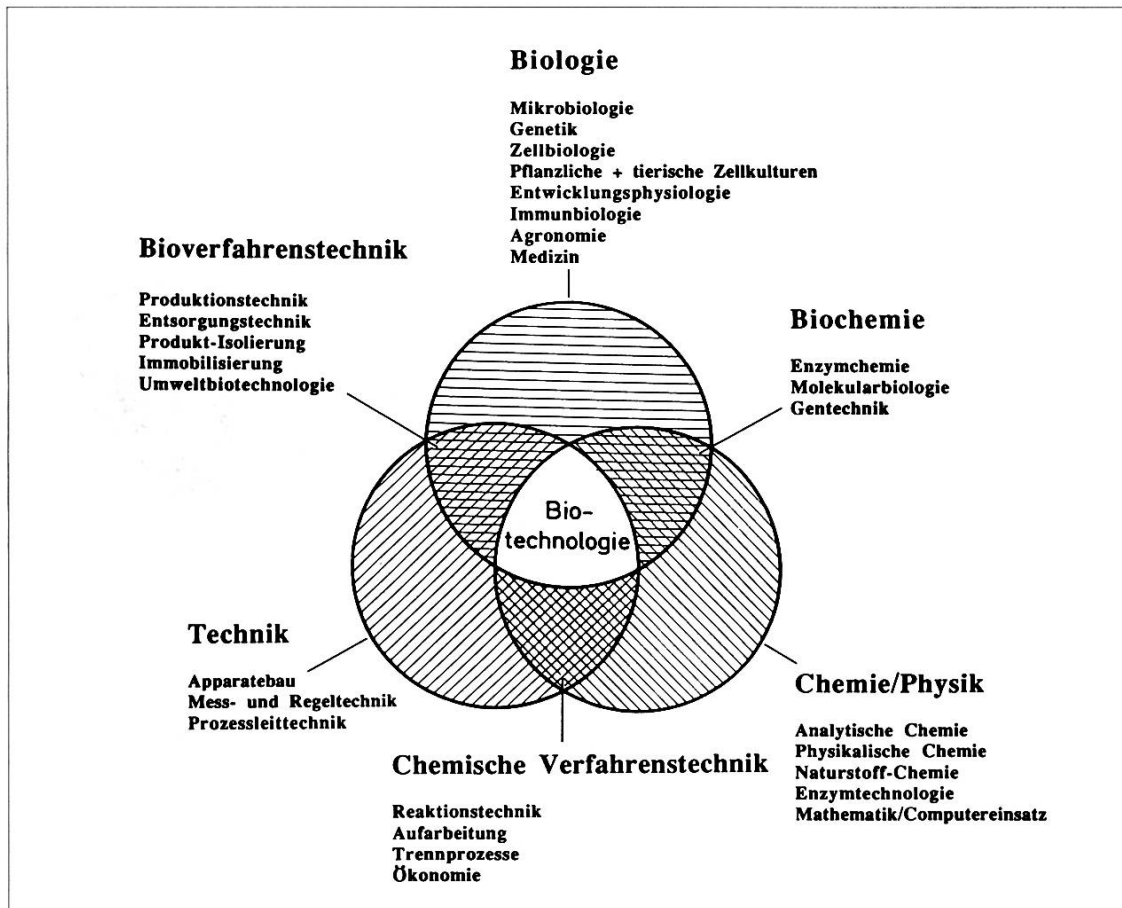 Biologie
Mikrobiologie
Genetik
Zellbiologie
Pflanzliche + tierische Zellkulturen
Entwicklungsphysiologie
Immunbiologie
Agronomie
Medizin
Bioverfahrenstechnik
Produktionstechnik
Entsorgungstechnik
Produkt-Isolierung
Immobilisierung
Umweltbiotechnologie
Biochemie
Enzymchemie
Molekularbiologie
Gentechnik
Bio-
technologie
Technik
Apparatebau
Mess- und Regeltechnik
Prozessleittechnik
Chemie/Physik
Analytische Chemie
Physikalische Chemie
Naturstoff-Chemie
Enzymtechnologie
Mathematik/Computereinsatz
Chemische Verfahrenstechnik
Reaktionstechnik
Aufarbeitung
Trennprozesse
Ökonomie